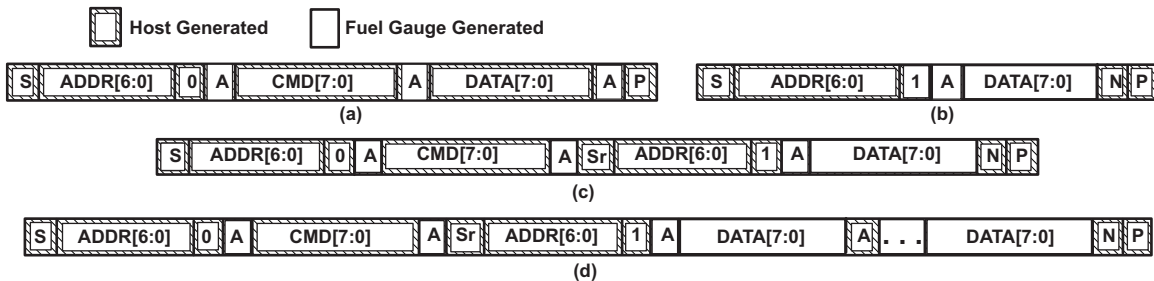 Host Generated Fuel Gauge Generated
S ADDR[6:0] 0 A CMD[7:0] A DATA[7:0] A P
(a)
S ADDR[6:0] 1 A DATA[7:0] N P
(b)
S ADDR[6:0] 0 A CMD[7:0] A Sr ADDR[6:0] 1 A DATA[7:0] N P
(c)
S ADDR[6:0] 0 A CMD[7:0] A Sr ADDR[6:0] 1 A DATA[7:0] A ... DATA[7:0] N P
(d)